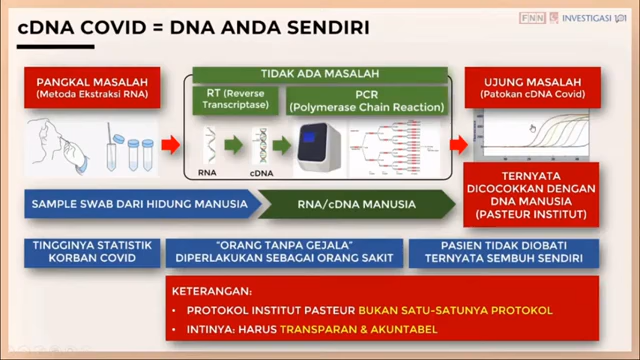 cDNA COVID = DNA ANDA SENDIRI
FNN
INVESTIGASI 101
PANGKAL MASALAH
(Metoda Ekstraksi RNA)
TIDAK ADA MASALAH
RT (Reverse
Transcriptase)
PCR
(Polymerase Chain Reaction)
UJUNG MASALAH
(Patokan cDNA Covid)
RNA
cDNA
SAMPLE SWAB DARI HIDUNG MANUSIA
RNA/cDNA MANUSIA
TERNYATA
DICOCOKKAN DENGAN
DNA MANUSIA
(PASTEUR INSTITUT)
TINGGINYA STATISTIK
KORBAN COVID
"ORANG TANPA GEJALA"
DIPERLAKUKAN SEBAGAI ORANG SAKIT
PASIEN TIDAK DIOBATI
TERNYATA SEMBUH SENDIRI
KETERANGAN:
• PROTOKOL INSTITUT PASTEUR BUKAN SATU-SATUNYA PROTOKOL
• INTINYA: HARUS TRANSPARAN & AKUNTABEL